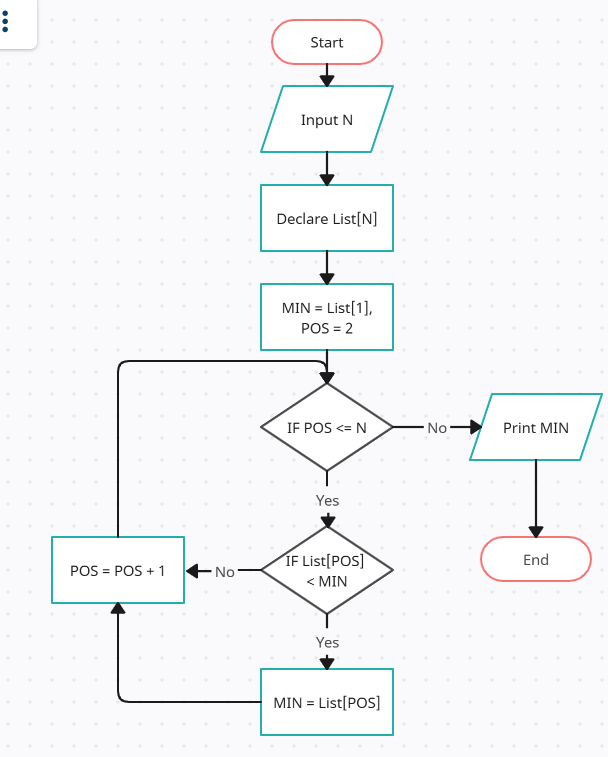 Start
Input N
Declare List[N]
MIN = List[1],
POS = 2
IF POS <= N
No
Print MIN
Yes
End
IF List[POS]
< MIN
No
POS = POS + 1
Yes
MIN = List[POS]